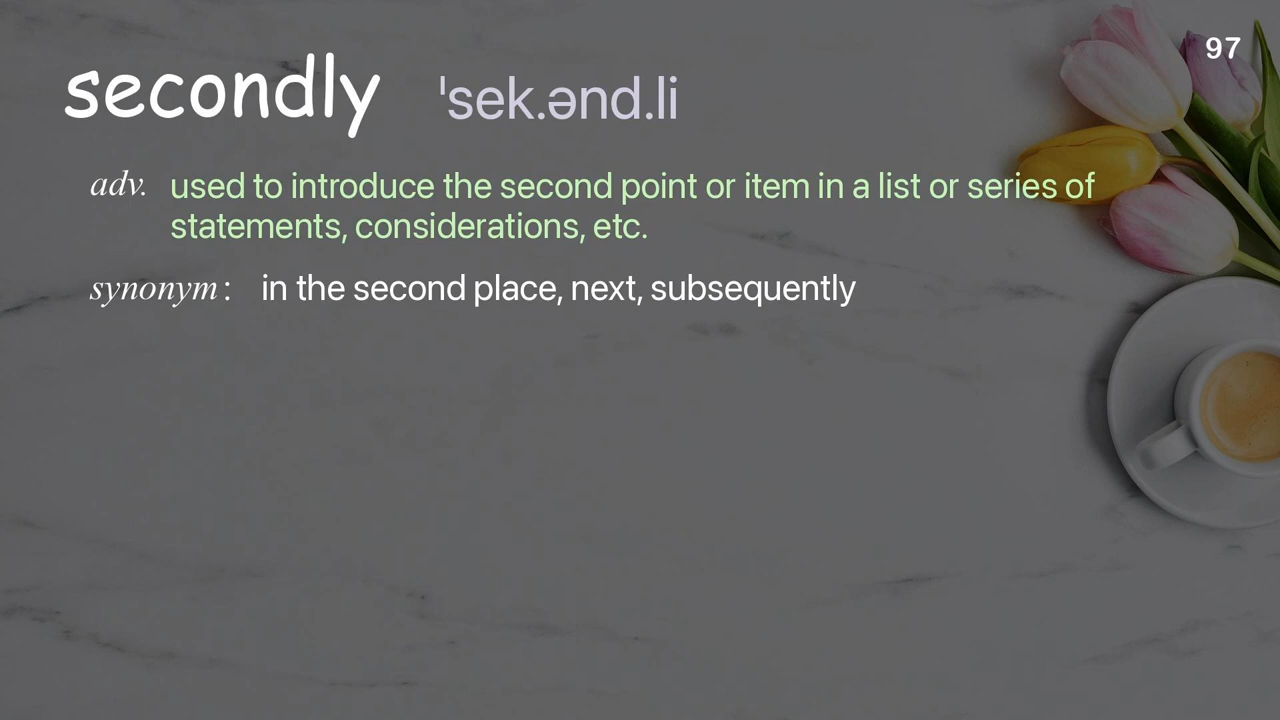 97
secondly ˈsek.ənd.li
adv. used to introduce the second point or item in a list or series of
statements, considerations, etc.
synonym : in the second place, next, subsequently